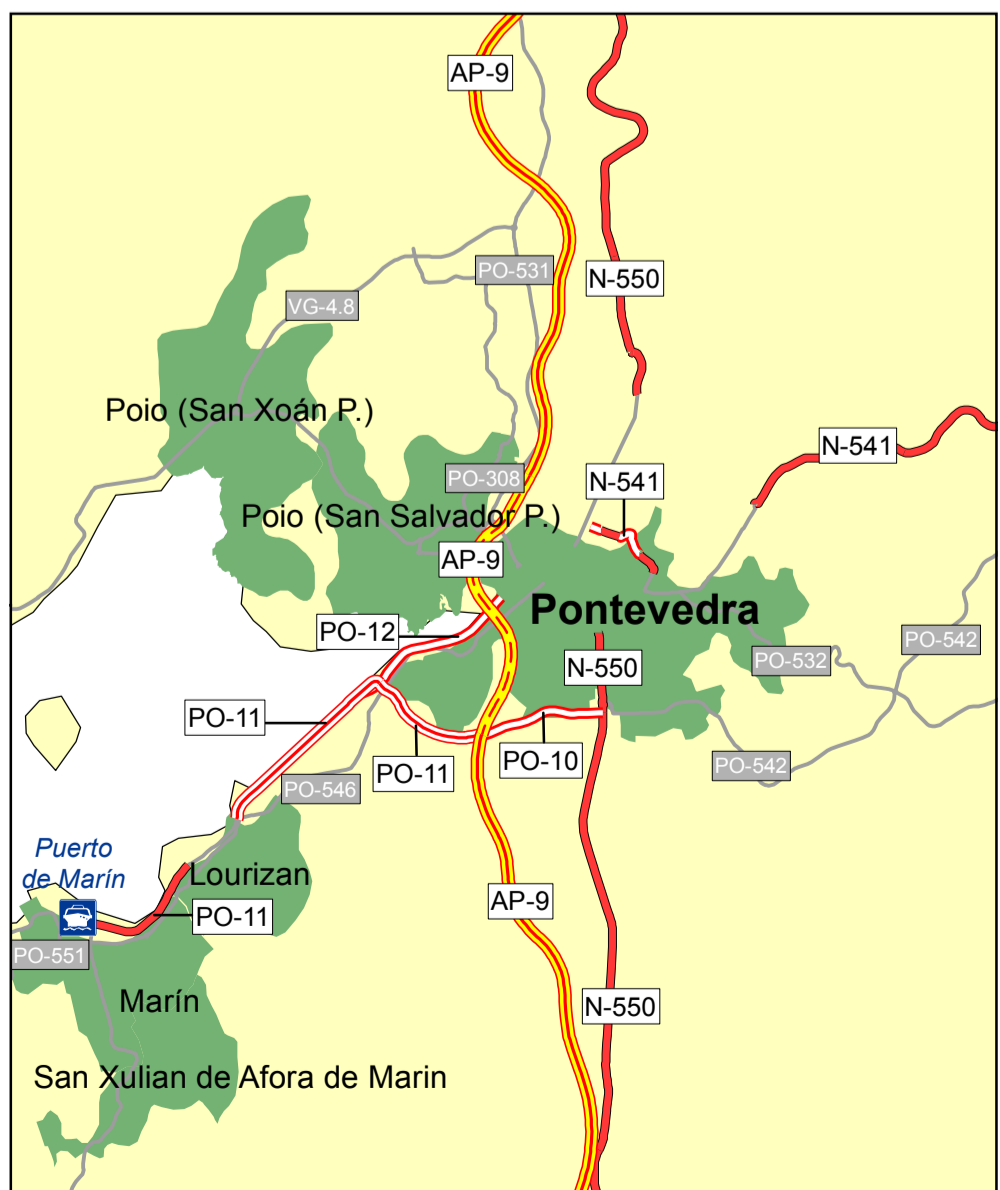 AP-9
PO-531
N-550
VG-4.8
Poio (San Xoán P.)
N-541
PO-308
N-541
Poio (San Salvador P.)
AP-9
Pontevedra
PO-12
PO-542
PO-532
N-550
PO-11
PO-11
PO-10
PO-542
PO-546
Puerto
de Marín
Lourizan
AP-9
PO-11
PO-551
Marín
N-550
San Xulian de Afora de Marin